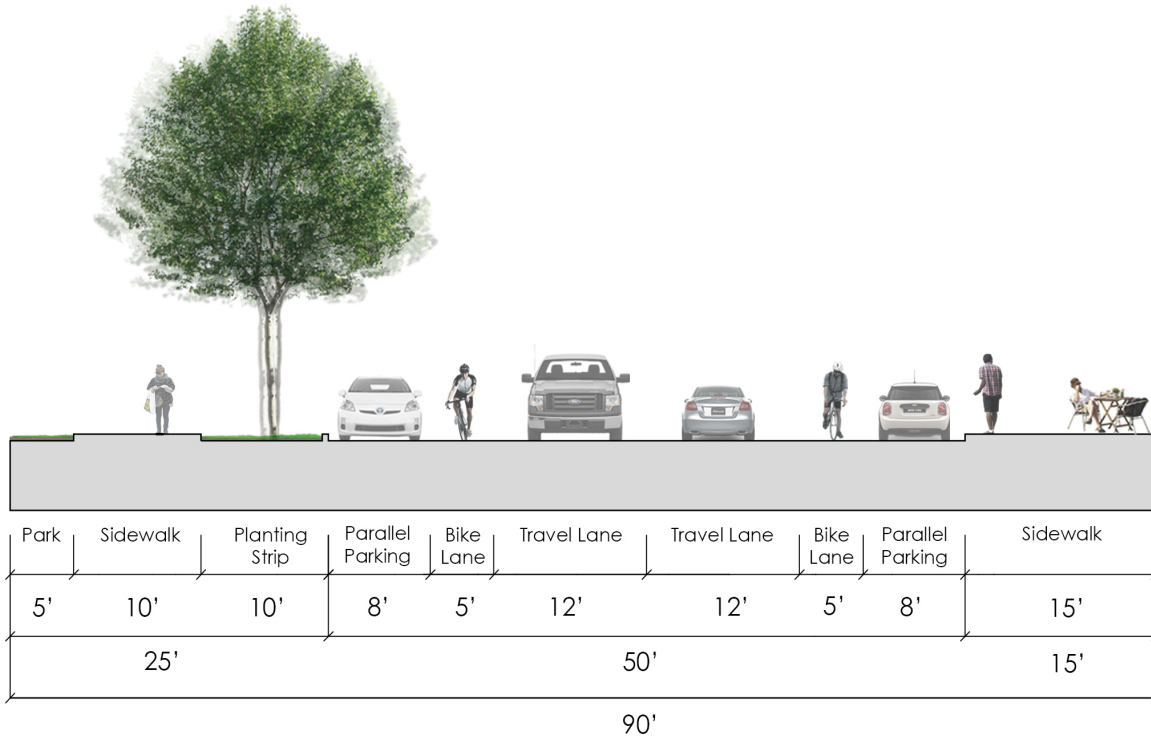 Park Sidewalk Planting Strip Parallel Parking Bike Lane Travel Lane Travel Lane Bike Lane Parallel Parking Sidewalk
5’ 10’ 10’ 8’ 5’ 12’ 12’ 5’ 8’ 15’
25’ 50’ 15’
90’